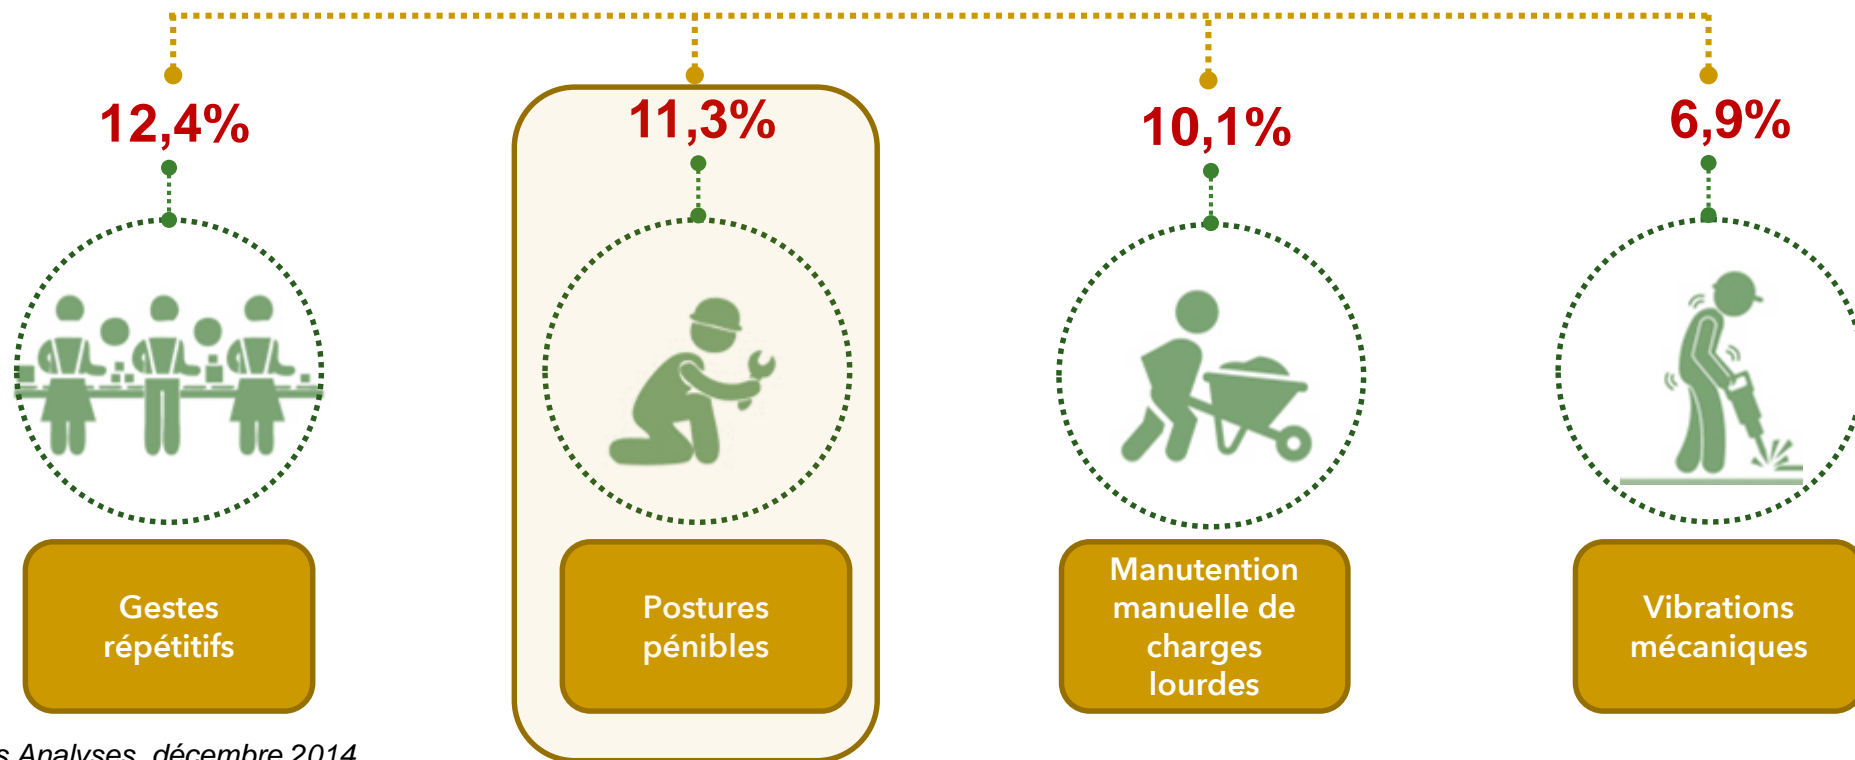 12,4%
11,3%
10,1%
6,9%
Gestes
répétitifs
Postures
pénibles
Manutention
manuelle de
charges
lourdes
Vibrations
mécaniques
Analyses, décembre 2014